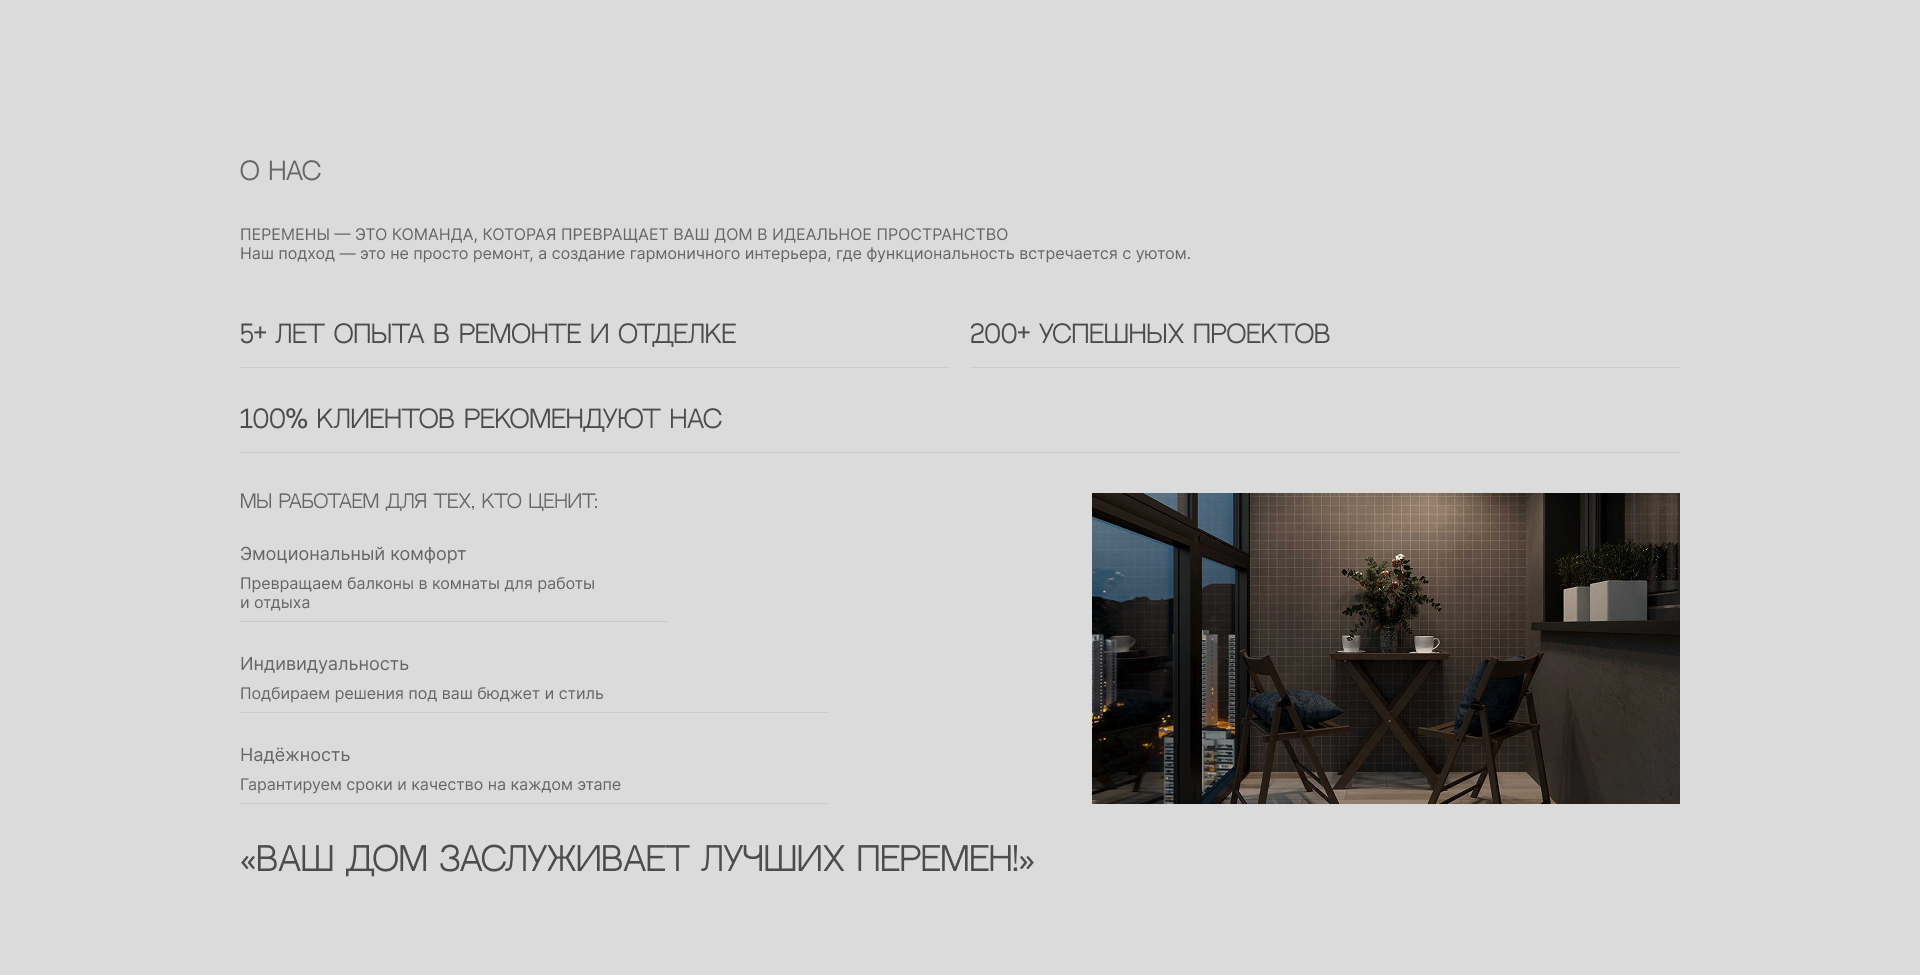 О НАС
ПЕРЕМЕНЫ — ЭТО КОМАНДА, КОТОРАЯ ПРЕВРАЩАЕТ ВАШ ДОМ В ИДЕАЛЬНОЕ ПРОСТРАНСТВО
Наш подход — это не просто ремонт, а создание гармоничного интерьера, где функциональность встречается с уютом.
5+ ЛЕТ ОПЫТА В РЕМОНТЕ И ОТДЕЛКЕ
200+ УСПЕШНЫХ ПРОЕКТОВ
100% КЛИЕНТОВ РЕКОМЕНДУЮТ НАС
МЫ РАБОТАЕМ ДЛЯ ТЕХ, КТО ЦЕНИТ:
Эмоциональный комфорт
Превращаем балконы в комнаты для работы
и отдыха
Индивидуальность
Подбираем решения под ваш бюджет и стиль
Надёжность
Гарантируем сроки и качество на каждом этапе
«ВАШ ДОМ ЗАСЛУЖИВАЕТ ЛУЧШИХ ПЕРЕМЕН!»